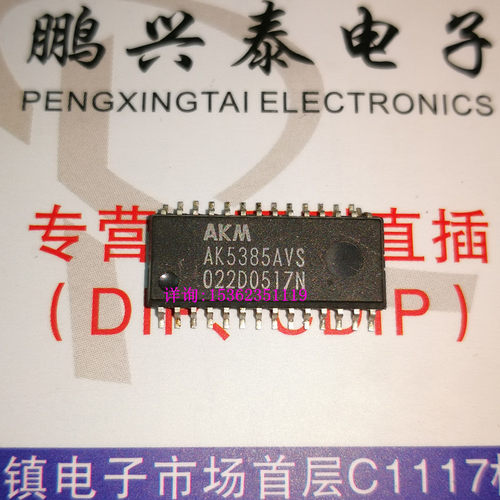 鹏兴泰电子
PENGXINGTAI ELECTRONICS
专营 直插
AKM
AK5385AVS
022D0517N
详询:15362351119
(DI DIP)
镇电子市场首层C1117